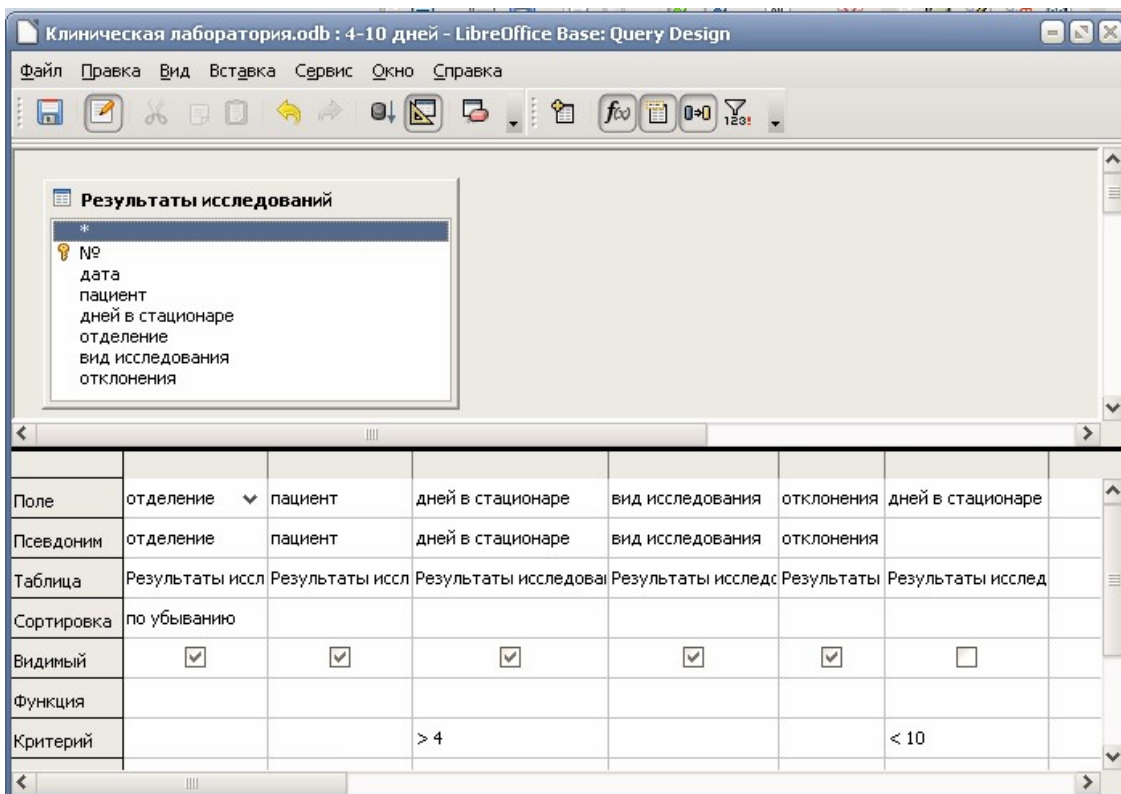 Клиническая лаборатория.odb : 4-10 дней - LibreOffice Base: Query Design
Файл Правка Вид Вставка Сервис Окно Справка
Результаты исследований
*
№
дата
пациент
дней в стационаре
отделение
вид исследования
отклонения
Поле отделение пациент дней в стационаре вид исследования отклонения дней в стационаре
Псевдоним отделение пациент дней в стационаре вид исследования отклонения
Таблица Результаты иссл Результаты иссл Результаты исследова Результаты исследо Результаты Результаты исслед
Сортировка по убыванию
Видимый
Функция
Критерий > 4 < 10